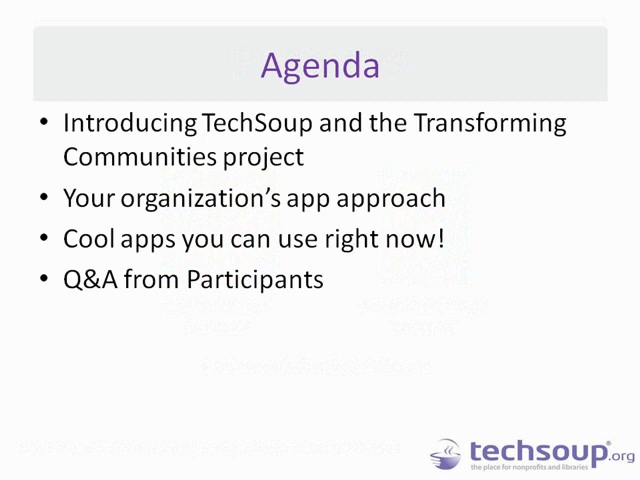 Agenda
• Introducing TechSoup and the Transforming
Communities project
• Your organization's app approach
• Cool apps you can use right now!
• Q&A from Participants
techsoup.org
the place for nonprofits and libraries